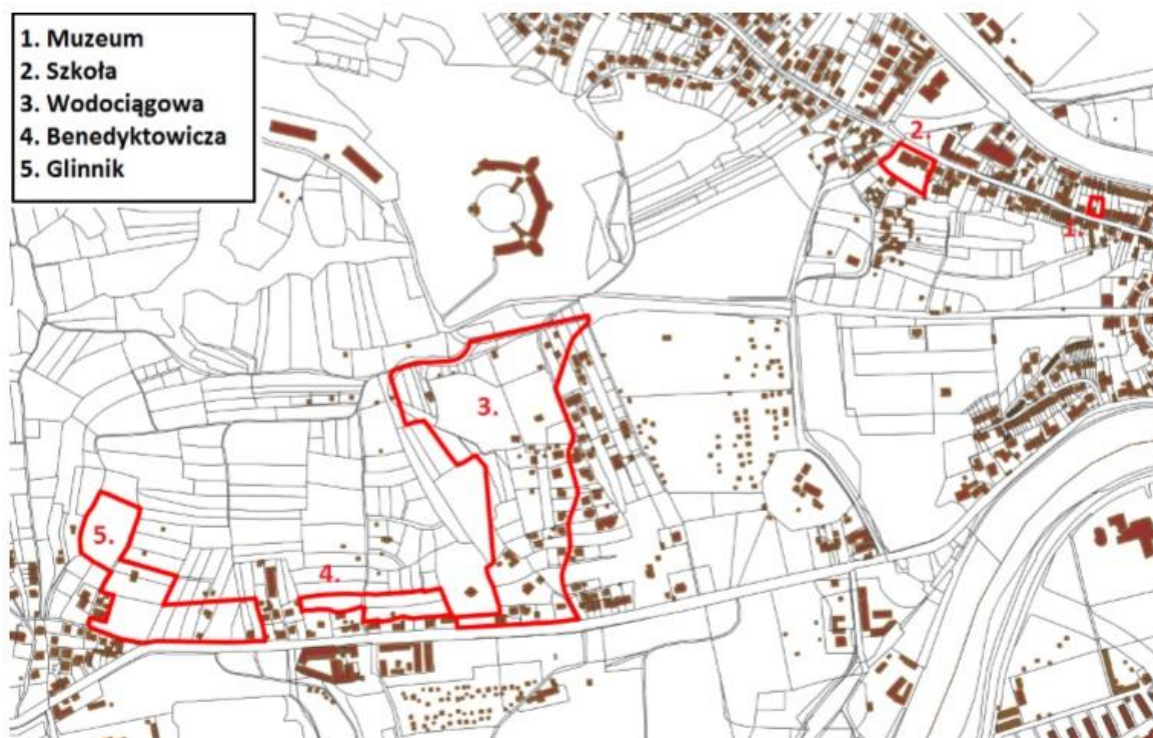 1. Muzeum
2. Szkoła
3. Wodociągowa
4. Benedyktowicza
5. Glinnik
2.
1.
3.
5.
4.